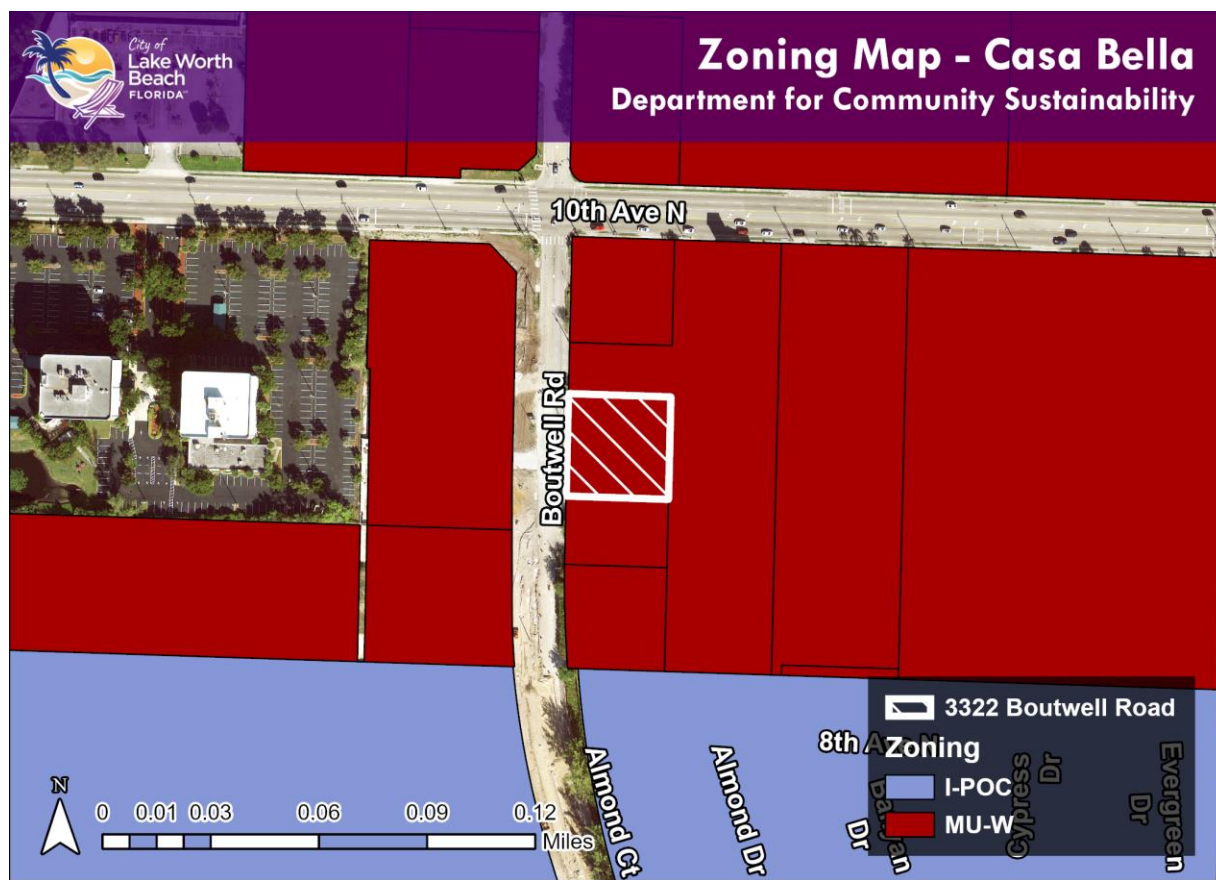 City of
Lake Worth
Beach
FLORIDA™
Zoning Map - Casa Bella
Department for Community Sustainability
10th Ave N
Boutwell Rd
3322 Boutwell Road
8th Ave N
Zoning
I-POC
MU-W
Almond Ct
Almond Dr
Dr
Cypress
Dr
Evergreen
Dr
N
0 0.01 0.03 0.06 0.09 0.12
Miles